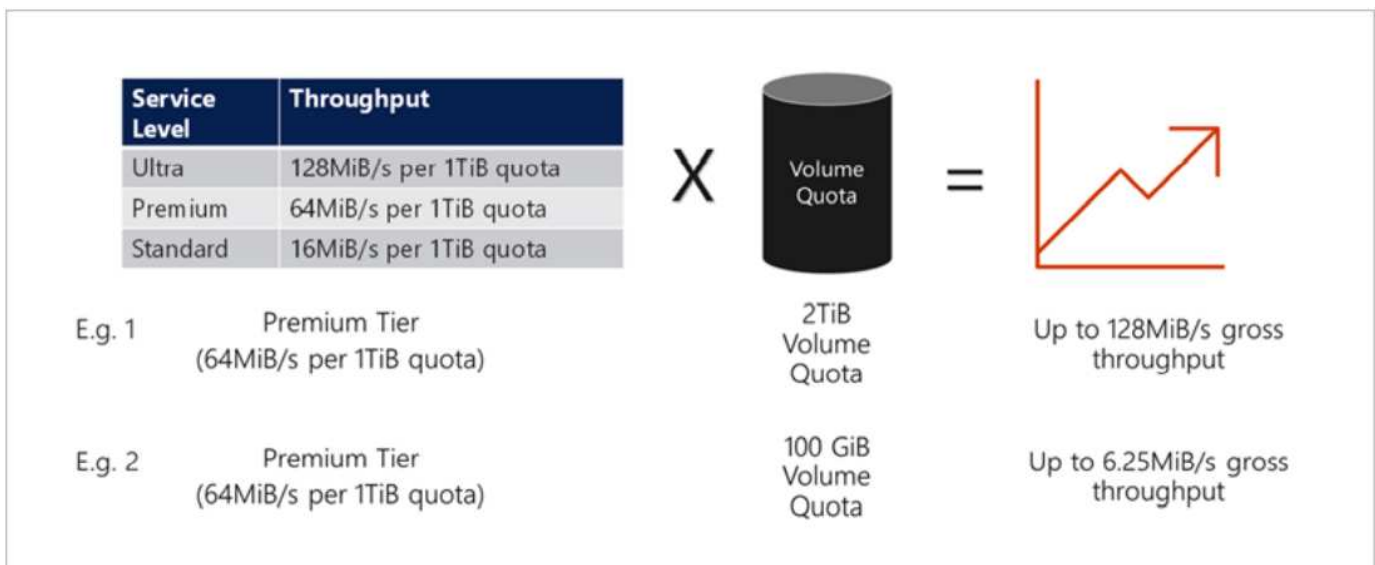 Service Level
Throughput
Ultra
128MiB/s per 1TiB quota
Premium
64MiB/s per 1TiB quota
Standard
16MiB/s per 1TiB quota
X
Volume
Quota
=
E.g. 1
Premium Tier
(64MiB/s per 1TiB quota)
2TiB
Volume
Quota
Up to 128MiB/s gross
throughput
E.g. 2
Premium Tier
(64MiB/s per 1TiB quota)
100 GiB
Volume
Quota
Up to 6.25MiB/s gross
throughput